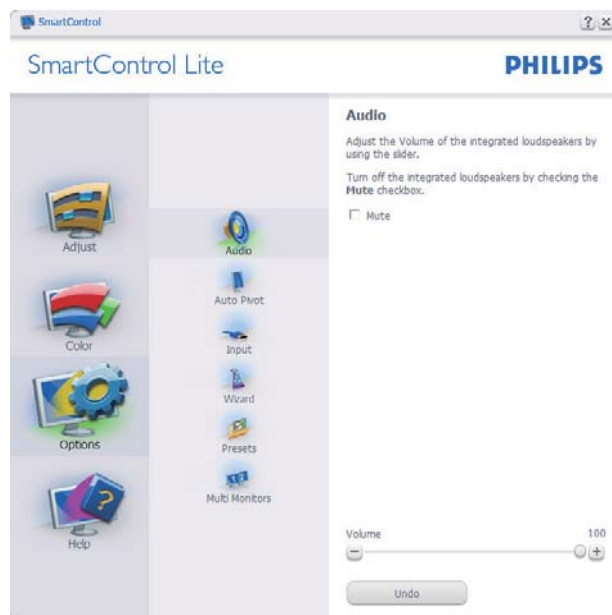 SmartControl
? x
SmartControl Lite
PHILIPS
Adjust
Color
Options
Help
Audio
Auto Pivot
Input
Wizard
Presets
Multi Monitors
Audio
Adjust the Volume of the integrated loudspeakers by
using the slider.
Turn off the integrated loudspeakers by checking the
Mute checkbox.
Mute
Volume 100
Undo